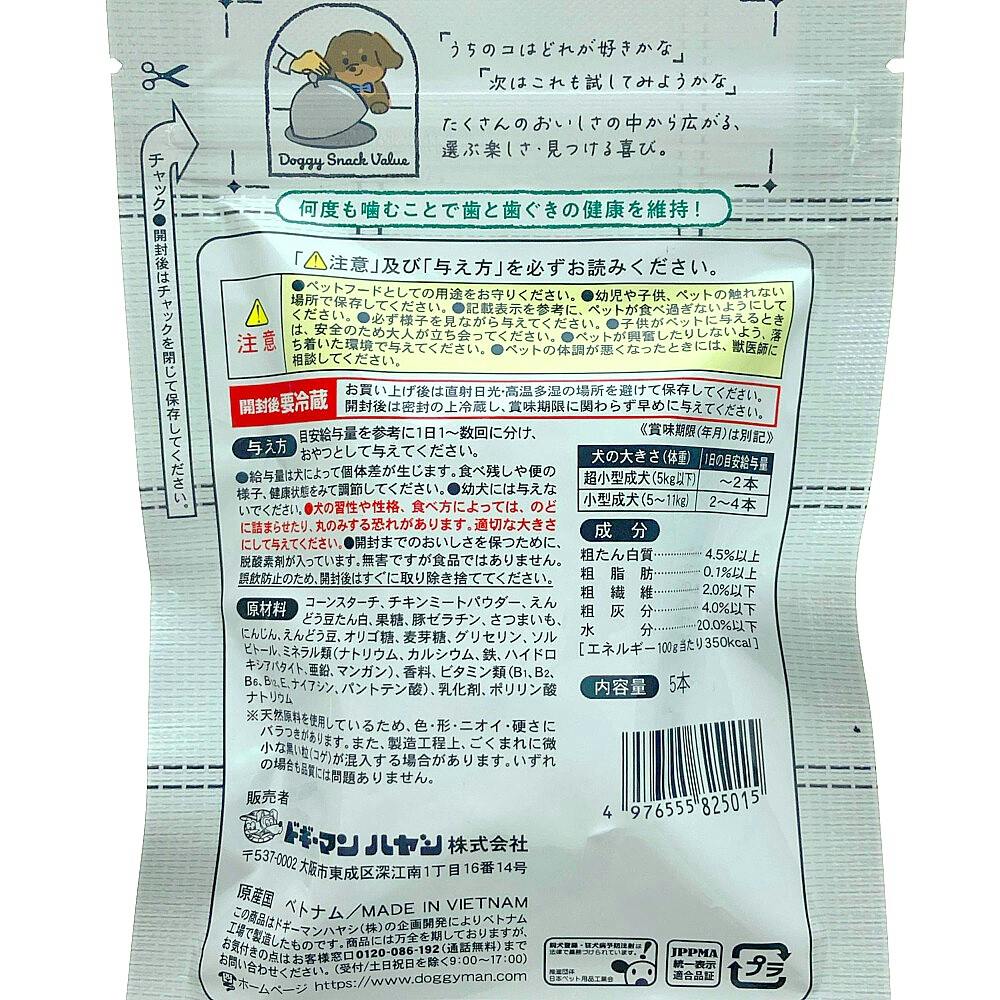 「うちのコはどれが好きかな」
「次はこれも試してみようかな」
たくさんのおいしさの中から広がる、
選ぶ楽しさ・見つける喜び。
Doggy Snack Value
チャック●開封後はチャックを閉じて保存してください。
何度も噛むことで歯と歯ぐきの健康を維持!
「⚠注意」及び「与え方」を必ずお読みください。
注意
●ペットフードとしての用途をお守りください。●幼児や子供、ペットの触れない
場所で保存してください。●記載表示を参考に、ペットが食べ過ぎないようにして
ください。●必ず様子を見ながら与えてください。●子供がペットに与えるとき
は、安全のため大人が立ち会ってください。●ペットが興奮したりしないよう、落
ち着いた環境で与えてください。●ペットの体調が悪くなったときには、獣医師に
相談してください。
開封後要冷蔵
お買い上げ後は直射日光・高温多湿の場所を避けて保存してください。
開封後は密封の上冷蔵し、賞味期限に関わらず早めに与えてください。
《賞味期限(年月)は別記》
与え方
目安給与量を参考に1日1〜数回に分け、
おやつとして与えてください。
●給与量は犬によって個体差が生じます。食べ残しや便の
様子、健康状態をみて調節してください。●幼犬には与えな
いでください。●犬の習性や性格、食べ方によっては、のど
に詰まらせたり、丸のみする恐れがあります。適切な大きさ
にして与えてください。●開封までのおいしさを保つために、
脱酸素剤が入っています。無害ですが食品ではありません。
誤飲防止のため、開封後はすぐに取り除き捨ててください。
犬の大きさ(体重) 1日の目安給与量
超小型成犬(5kg以下) 〜2本
小型成犬(5〜11kg) 2〜4本
成分
粗たん白質 4.5%以上
粗脂肪 0.1%以上
粗繊維 2.0%以下
粗灰分 4.0%以下
水分 20.0%以下
[エネルギー100g当たり350kcal]
内容量 5本
原材料
コーンスターチ、チキンミートパウダー、えん
どう豆たん白、果糖、豚ゼラチン、さつまいも、
にんじん、えんどう豆、オリゴ糖、麦芽糖、グリセリン、ソル
ビトール、ミネラル類(ナトリウム、カルシウム、鉄、ハイドロ
キシアパタイト、亜鉛、マンガン)、香料、ビタミン類(B1、B2、
B6、B12、E、ナイアシン、パントテン酸)、乳化剤、ポリリン酸
ナトリウム
※天然原料を使用しているため、色・形・ニオイ・硬さに
バラつきがあります。また、製造工程上、ごくまれに微
小な黒い粒(コゲ)が混入する場合があります。いずれ
の場合も品質には問題ありません。
4 976555 825015
販売者
ドギーマンハヤシ株式会社
〒537-0002 大阪市東成区深江南1丁目16番14号
原産国 ベトナム/MADE IN VIETNAM
この商品はドギーマンハヤシ(株)の企画開発によりベトナム
工場で製造したものです。商品には万全を期しておりますが、
お気付きの点はお客様窓口0120-086-192(通話無料)まで
お問い合わせください。(受付/土日祝日を除く9:00〜17:00)
ホームページ https://www.doggyman.com
飼犬登録・狂犬病予防注射は
法律で義務づけられています。
推進団体
日本ペット用品工業会
JPPMA
統一表示
適合品証
プラ